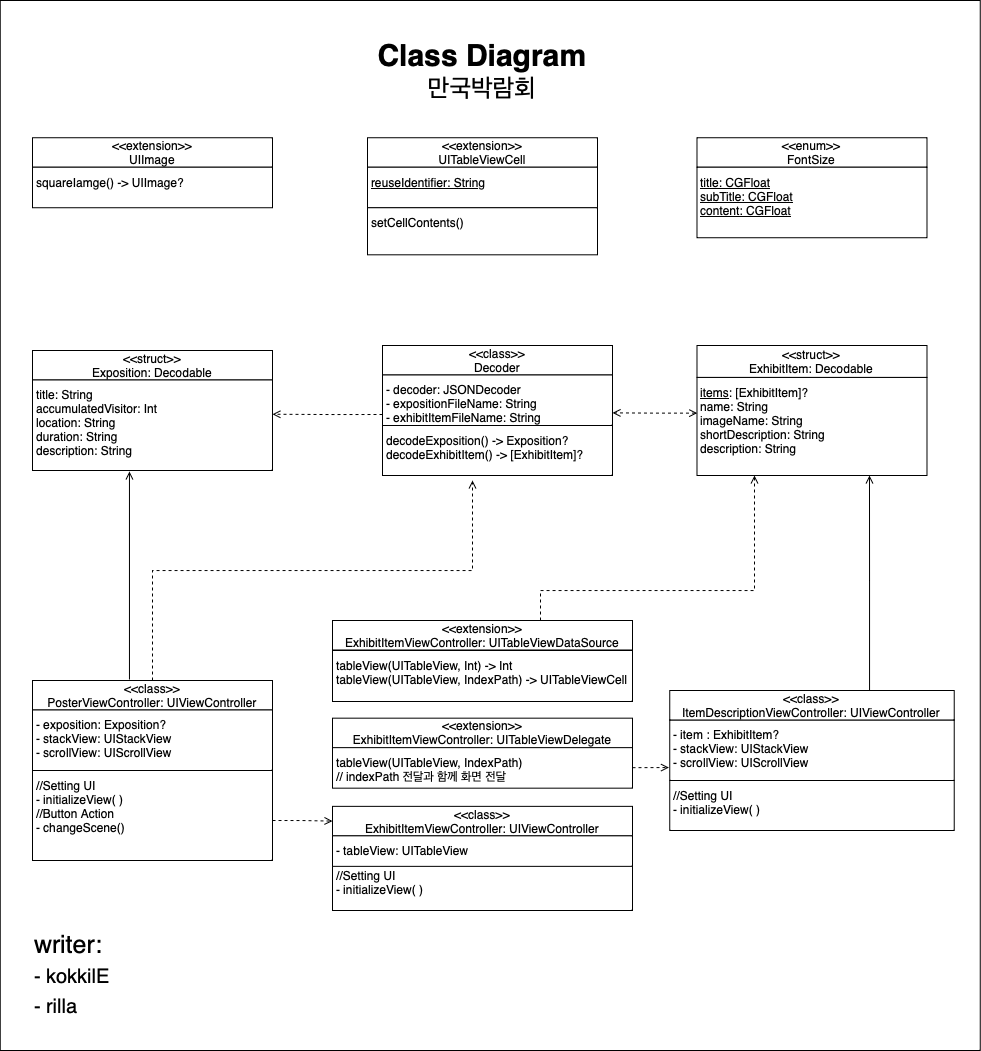 Class Diagram
만국박람회
<<extension>>
UIImage
squareIamge() -> UIImage?
<<extension>>
UITableViewCell
reuseIdentifier: String
setCellContents()
<<enum>>
FontSize
title: CGFloat
subTitle: CGFloat
content: CGFloat
<<struct>>
Exposition: Decodable
title: String
accumulatedVisitor: Int
location: String
duration: String
description: String
<<class>>
Decoder
- decoder: JSONDecoder
- expositionFileName: String
- exhibitItemFileName: String
decodeExposition() -> Exposition?
decodeExhibitItem() -> [ExhibitItem]?
<<struct>>
ExhibitItem: Decodable
items: [ExhibitItem]?
name: String
imageName: String
shortDescription: String
description: String
<<class>>
PosterViewController: UIViewController
- exposition: Exposition?
- stackView: UIStackView
- scrollView: UIScrollView
//Setting UI
- initializeView( )
//Button Action
- changeScene()
<<extension>>
ExhibitItemViewController: UITableViewDataSource
tableView(UITableView, Int) -> Int
tableView(UITableView, IndexPath) -> UITableViewCell
<<extension>>
ExhibitItemViewController: UITableViewDelegate
tableView(UITableView, IndexPath)
// indexPath 전달과 함께 화면 전달
<<class>>
ExhibitItemViewController: UIViewController
- tableView: UITableView
//Setting UI
- initializeView( )
<<class>>
ItemDescriptionViewController: UIViewController
- item : ExhibitItem?
- stackView: UIStackView
- scrollView: UIScrollView
//Setting UI
- initializeView( )
writer:
- kokkilE
- rilla